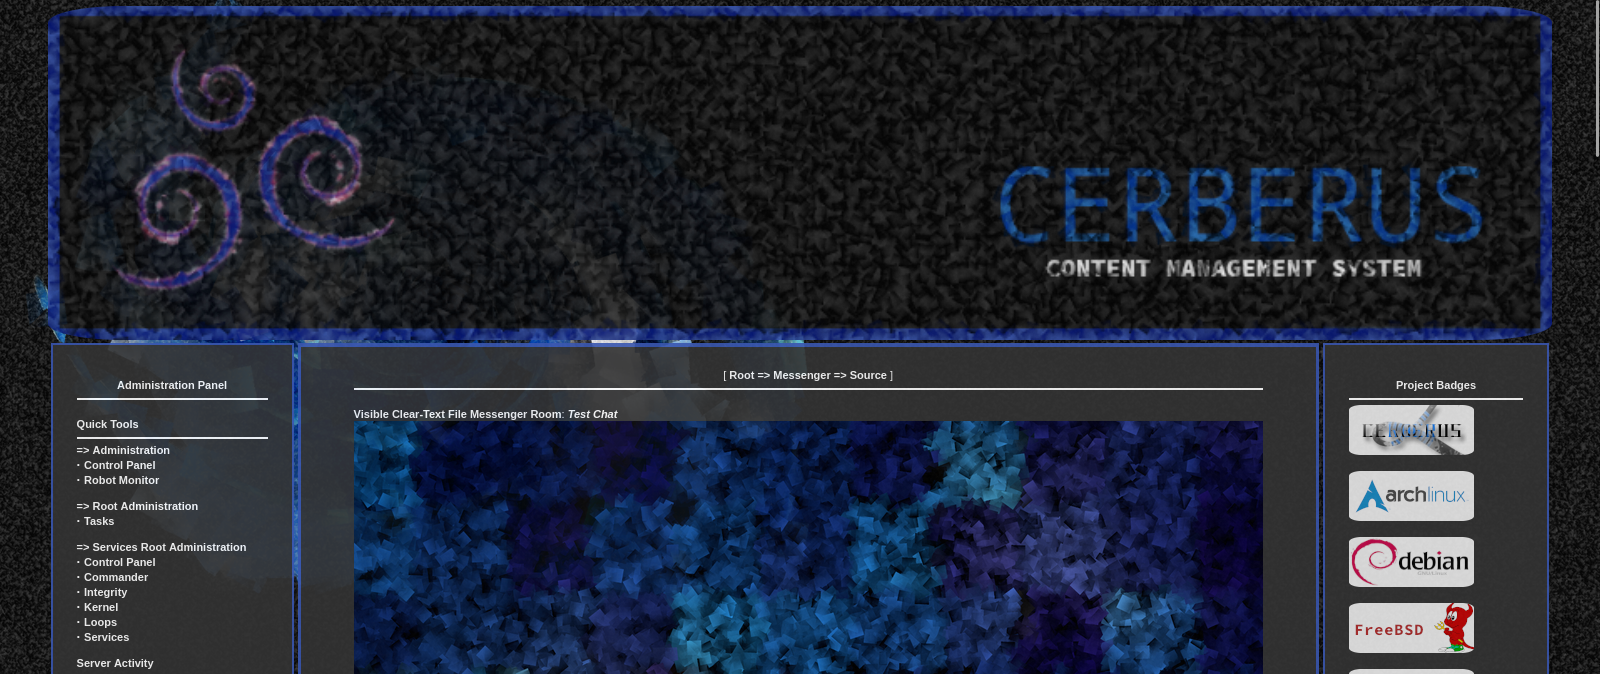 CERBERUS
CONTENT MANAGEMENT SYSTEM
Administration Panel
Quick Tools
=> Administration
· Control Panel
· Robot Monitor
=> Root Administration
· Tasks
=> Services Root Administration
· Control Panel
· Commander
· Integrity
· Kernel
· Loops
· Services
Server Activity
[ Root => Messenger => Source ]
Visible Clear-Text File Messenger Room: Test Chat
Project Badges
CERBERUS
archlinux
debian
FreeBSD